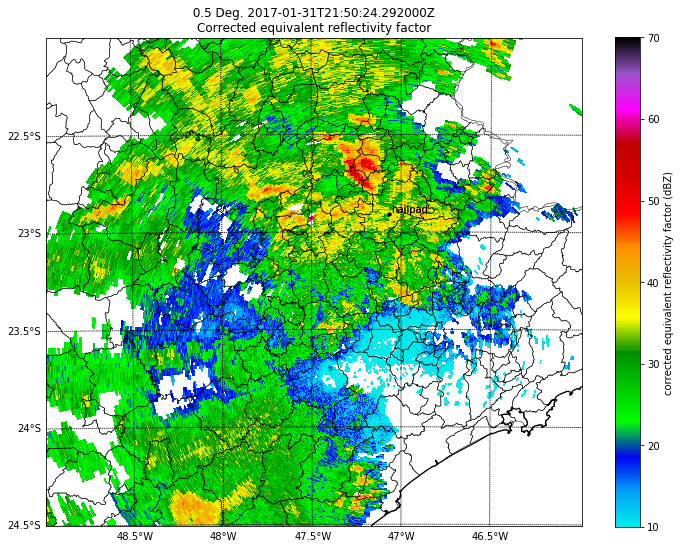 0.5 Deg. 2017-01-31T21:50:24.292000Z
Corrected equivalent reflectivity factor
70
60
50
40
30
20
10
corrected equivalent reflectivity factor (dBZ)
22.5°S
23°S
23.5°S
24°S
24.5°S
hailpad
48.5°W
48°W
47.5°W
47°W
46.5°W